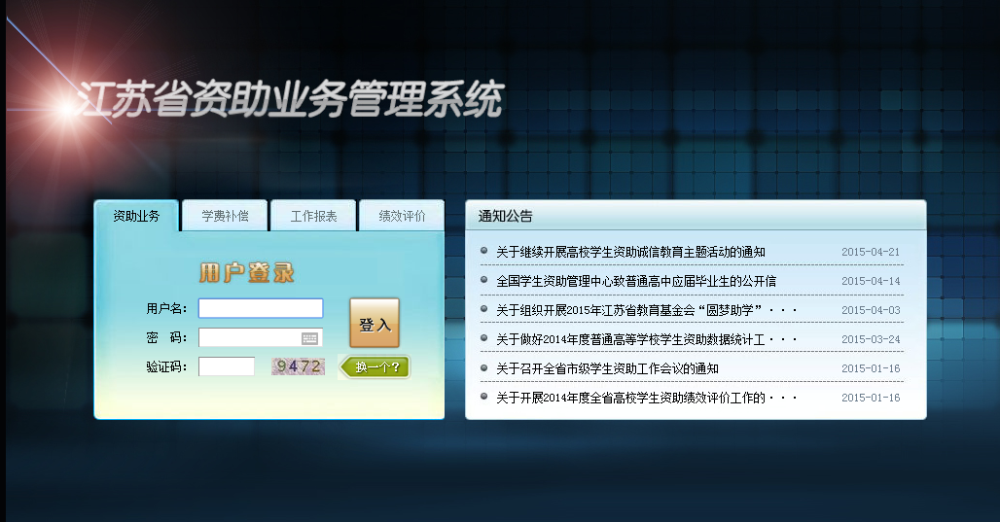 江苏省资助业务管理系统
资助业务 学费补偿 工作报表 绩效评价
用户登录
用户名：
密 码：
登入
验证码： 9472 换一个?
通知公告
关于继续开展高校学生资助诚信教育主题活动的通知 2015-04-21
全国学生资助管理中心致普通高中应届毕业生的公开信 2015-04-14
关于组织开展2015年江苏省教育基金会“圆梦助学”··· 2015-04-03
关于做好2014年度普通高等学校学生资助数据统计工··· 2015-03-24
关于召开全省市级学生资助工作会议的通知 2015-01-16
关于开展2014年度全省高校学生资助绩效评价工作的··· 2015-01-16